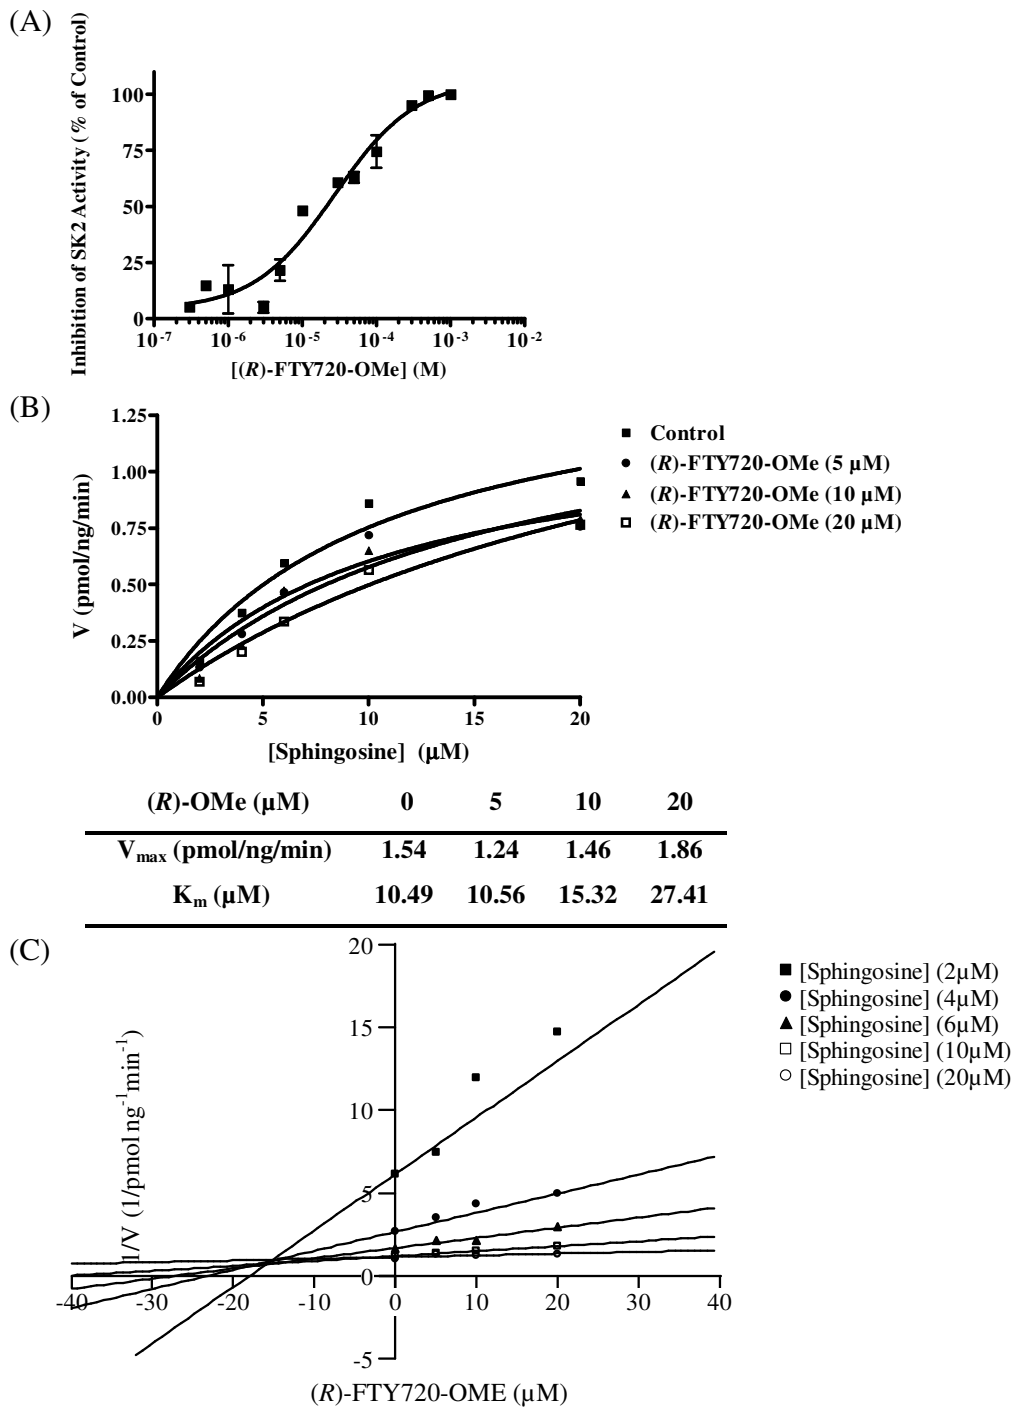 (A)
Inhibition of SK2 Activity (% of Control)
100
75
50
25
0
10-7 10-6 10-5 10-4 10-3 10-2
[(R)-FTY720-OMe] (M)
(B)
V (pmol/ng/min)
1.25
1.00
0.75
0.50
0.25
0.00
0 5 10 15 20
[Sphingosine] (µM)
Control
(R)-FTY720-OMe (5 µM)
(R)-FTY720-OMe (10 µM)
(R)-FTY720-OMe (20 µM)
(R)-OMe (µM) 0 5 10 20
Vmax (pmol/ng/min) 1.54 1.24 1.46 1.86
Km (µM) 10.49 10.56 15.32 27.41
(C)
1/V (1/pmol ng-1min-1)
20
15
10
5
0
-5
-40 -30 -20 -10 0 10 20 30 40
(R)-FTY720-OME (µM)
[Sphingosine] (2µM)
[Sphingosine] (4µM)
[Sphingosine] (6µM)
[Sphingosine] (10µM)
[Sphingosine] (20µM)